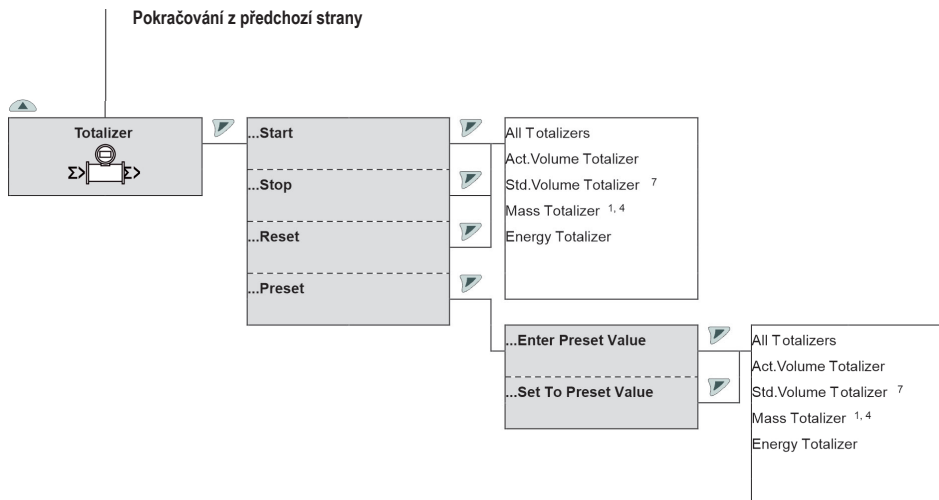 Pokračování z předchozí strany
Totalizer
Σ> Σ>
...Start
...Stop
...Reset
...Preset
All Totalizers
Act.Volume Totalizer
Std.Volume Totalizer 7
Mass Totalizer 1, 4
Energy Totalizer
...Enter Preset Value
...Set To Preset Value
All Totalizers
Act.Volume Totalizer
Std.Volume Totalizer 7
Mass Totalizer 1, 4
Energy Totalizer